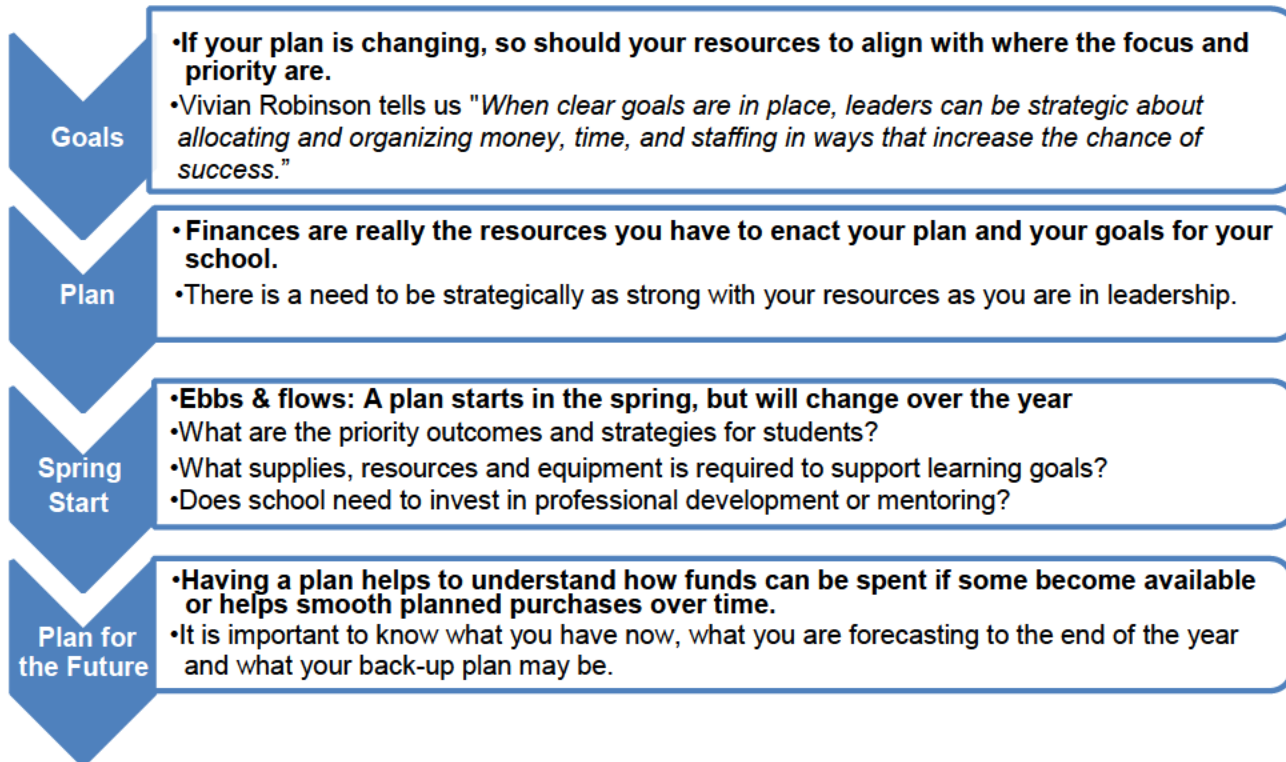 Goals
•If your plan is changing, so should your resources to align with where the focus and
priority are.
•Vivian Robinson tells us "When clear goals are in place, leaders can be strategic about
allocating and organizing money, time, and staffing in ways that increase the chance of
success.”
Plan
•Finances are really the resources you have to enact your plan and your goals for your
school.
•There is a need to be strategically as strong with your resources as you are in leadership.
Spring
Start
•Ebbs & flows: A plan starts in the spring, but will change over the year
•What are the priority outcomes and strategies for students?
•What supplies, resources and equipment is required to support learning goals?
•Does school need to invest in professional development or mentoring?
Plan for
the Future
•Having a plan helps to understand how funds can be spent if some become available
or helps smooth planned purchases over time.
•It is important to know what you have now, what you are forecasting to the end of the year
and what your back-up plan may be.